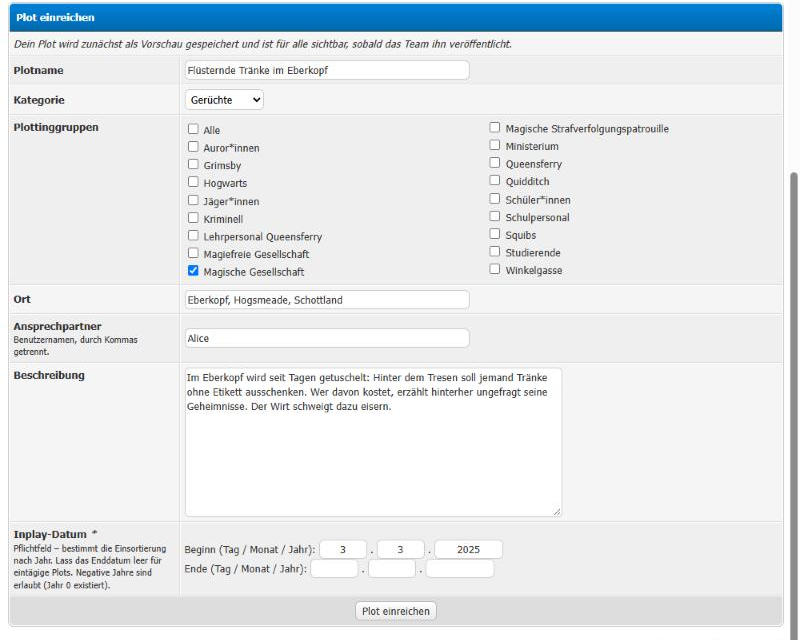 Plot einreichen
Dein Plot wird zunächst als Vorschau gespeichert und ist für alle sichtbar, sobald das Team ihn veröffentlicht.
Plotname
Flüsternde Tränke im Eberkopf
Kategorie
Gerüchte
Plottinggruppen
Alle
Auror*innen
Grimsby
Hogwarts
Jäger*innen
Kriminell
Lehrpersonal Queensferry
Magiefreie Gesellschaft
Magische Gesellschaft
Magische Strafverfolgungspatrouille
Ministerium
Queensferry
Quidditch
Schüler*innen
Schulpersonal
Squibs
Studierende
Winkelgasse
Ort
Eberkopf, Hogsmeade, Schottland
Ansprechpartner
Benutzernamen, durch Kommas
getrennt.
Alice
Beschreibung
Im Eberkopf wird seit Tagen getuschelt: Hinter dem Tresen soll jemand Tränke
ohne Etikett ausschenken. Wer davon kostet, erzählt hinterher ungefragt seine
Geheimnisse. Der Wirt schweigt dazu eisern.
Inplay-Datum *
Pflichtfeld – bestimmt die Einsortierung
nach Jahr. Lass das Enddatum leer für
eintägige Plots. Negative Jahre sind
erlaubt (Jahr 0 existiert).
Beginn (Tag / Monat / Jahr): 3 . 3 . 2025
Ende (Tag / Monat / Jahr): . .
Plot einreichen